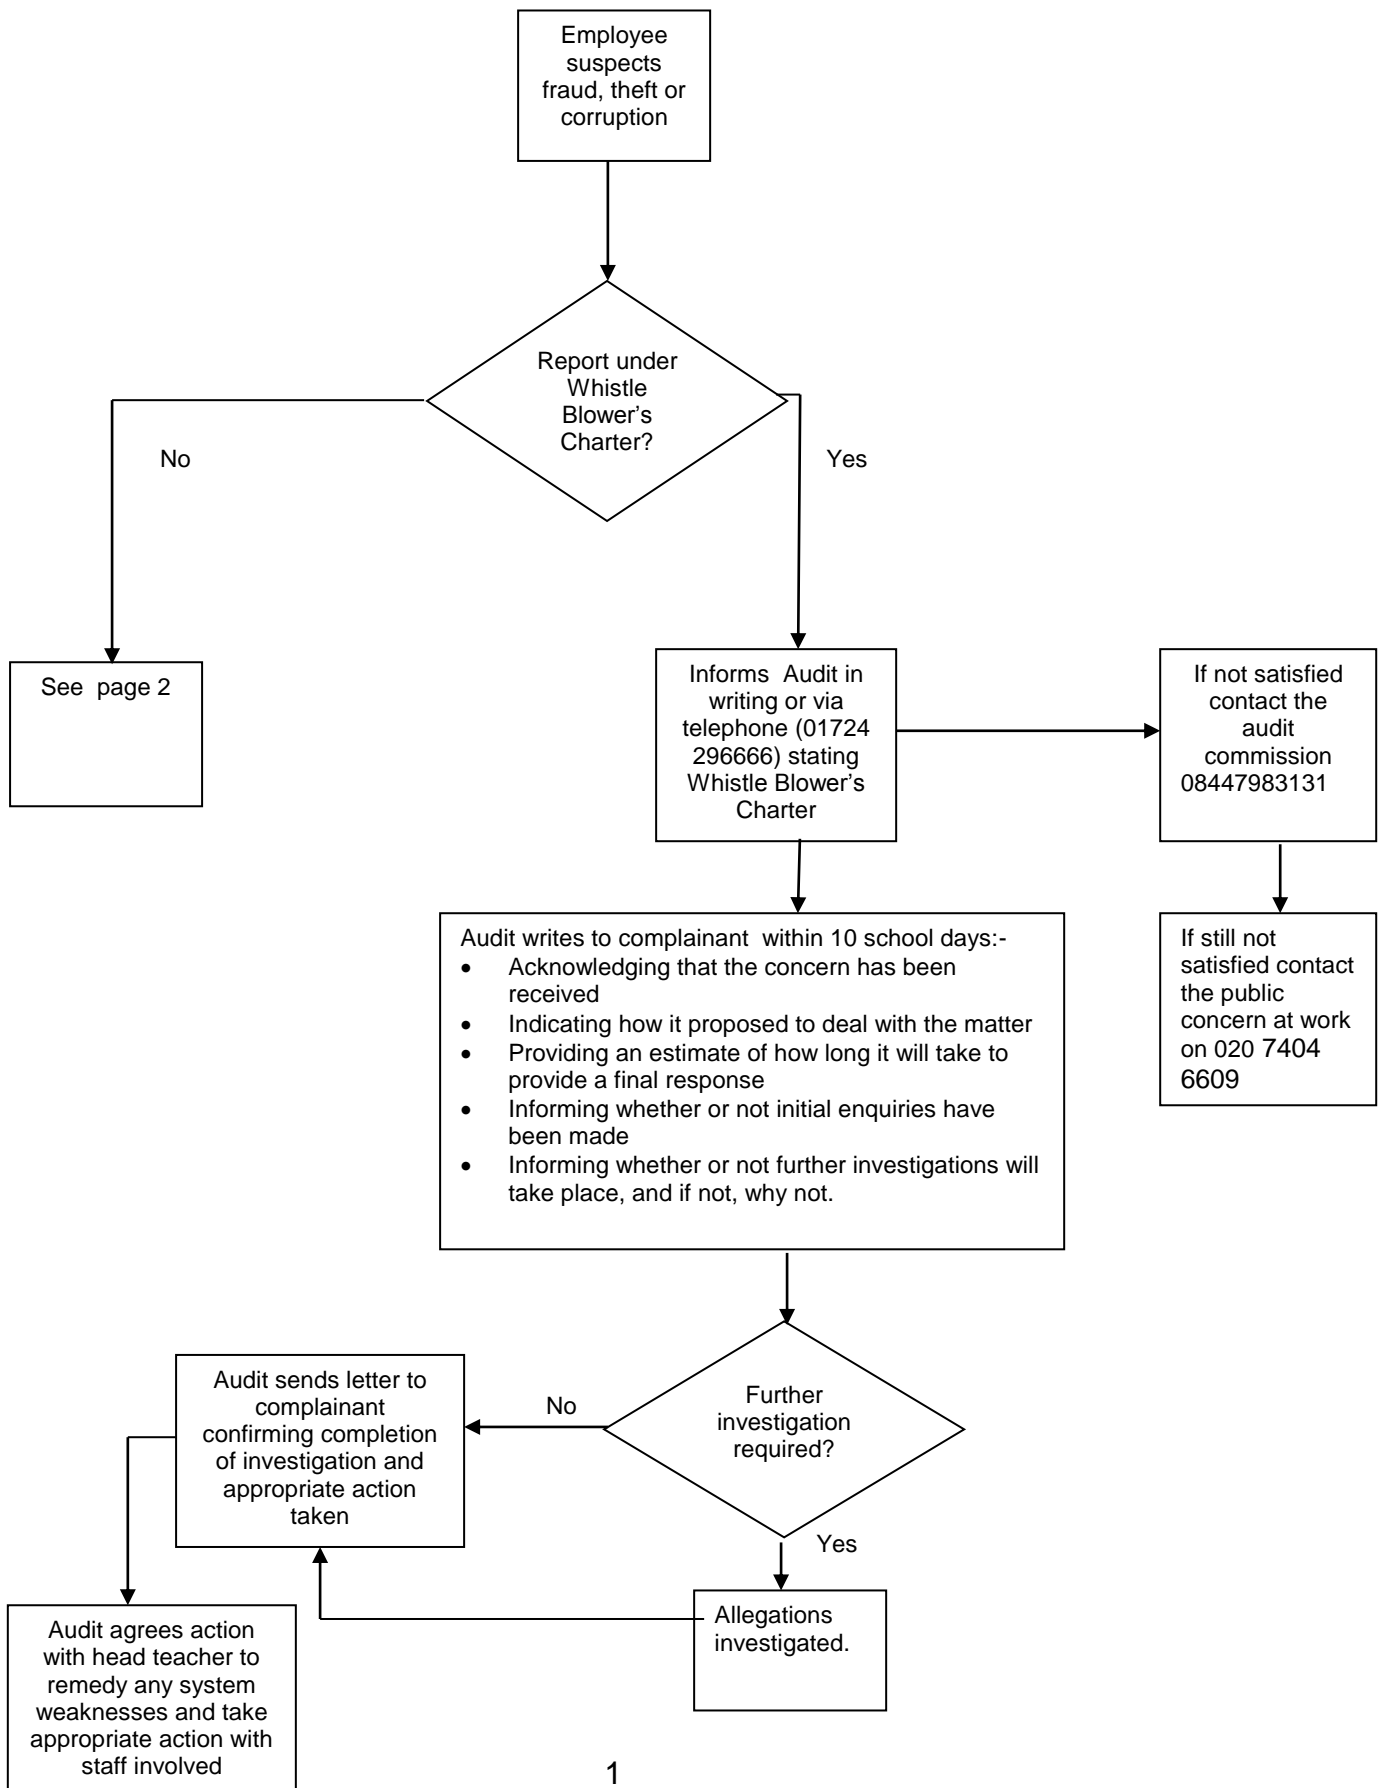 Employee
suspects
fraud, theft or
corruption
Report under
Whistle
Blower’s
Charter?
No
Yes
See  page 2
Informs  Audit in
writing or via
telephone (01724
296666) stating
Whistle Blower’s
Charter
If not satisfied
contact the
audit
commission
08447983131
Audit writes to complainant  within 10 school days:-
• Acknowledging that the concern has been
received
• Indicating how it proposed to deal with the matter
• Providing an estimate of how long it will take to
provide a final response
• Informing whether or not initial enquiries have
been made
• Informing whether or not further investigations will
take place, and if not, why not.
If still not
satisfied contact
the public
concern at work
on 020 7404
6609
Further
investigation
required?
No
Yes
Audit sends letter to
complainant
confirming completion
of investigation and
appropriate action
taken
Allegations
investigated.
Audit agrees action
with head teacher to
remedy any system
weaknesses and take
appropriate action with
staff involved
1